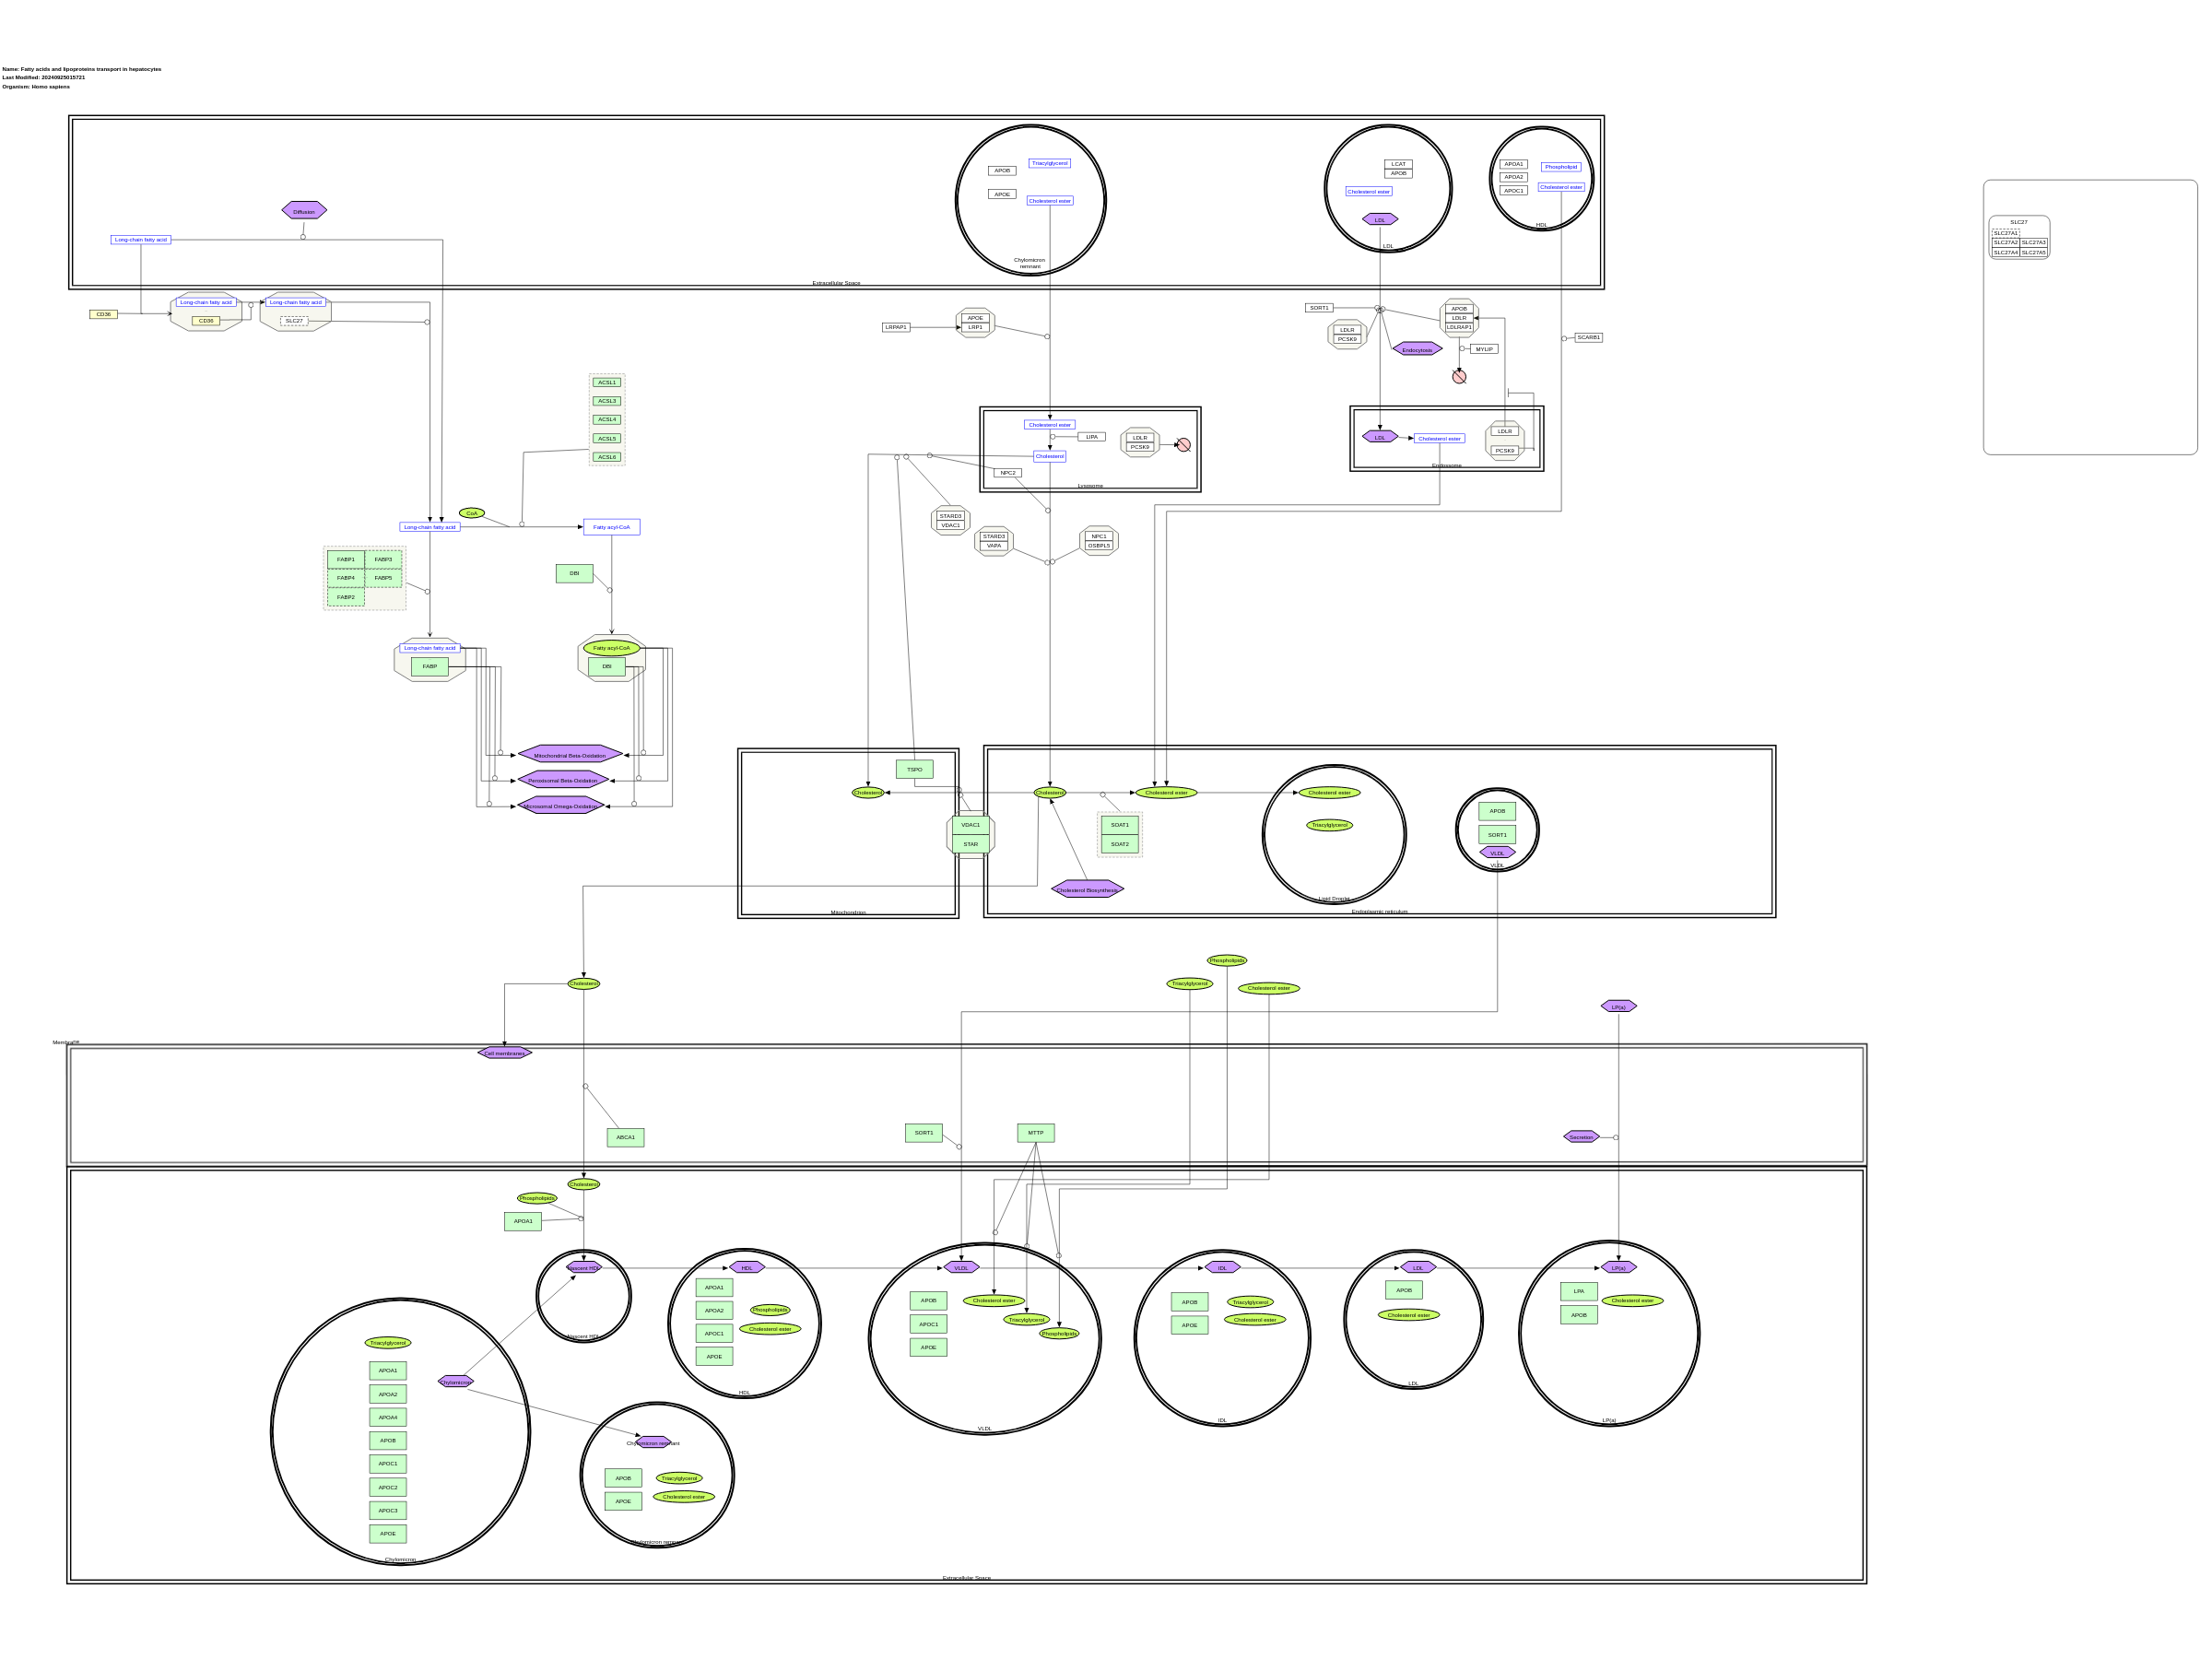 Name: Fatty acids and lipoproteins transport in hepatocytes
Last Modified: 20240925015721
Organism: Homo sapiens
Triacylglycerol
APOB
APOE
Cholesterol ester
Chylomicron
remnant
LCAT
APOB
Cholesterol ester
LDL
LDL
APOA1
APOA2
APOC1
Phospholipid
Cholesterol ester
HDL
Diffusion
Long-chain fatty acid
Extracellular Space
SLC27
SLC27A1
SLC27A2
SLC27A3
SLC27A4
SLC27A5
CD36
Long-chain fatty acid
CD36
Long-chain fatty acid
SLC27
LRPAP1
APOE
LRP1
SORT1
LDLR
PCSK9
APOB
LDLR
LDLRAP1
Endocytosis
MYLIP
SCARB1
ACSL1
ACSL3
ACSL4
ACSL5
ACSL6
Cholesterol ester
LIPA
Cholesterol
NPC2
LDLR
PCSK9
Lysosome
LDL
Cholesterol ester
LDLR
PCSK9
Endosome
CoA
Long-chain fatty acid
Fatty acyl-CoA
STARD3
VDAC1
STARD3
VAPA
NPC1
OSBPL5
FABP1
FABP3
FABP4
FABP5
FABP2
DBI
Long-chain fatty acid
FABP
Fatty acyl-CoA
DBI
Mitochondrial Beta-Oxidation
Peroxisomal Beta-Oxidation
Microsomal Omega-Oxidation
TSPO
Cholesterol
Cholesterol
Cholesterol ester
Cholesterol ester
Triacylglycerol
VDAC1
STAR
SOAT1
SOAT2
APOB
SORT1
VLDL
VLDL
Cholesterol Biosynthesis
Lipid Droplet
Mitochondrion
Endoplasmic reticulum
Phospholipids
Cholesterol
Triacylglycerol
Cholesterol ester
LP(a)
Cell membranes
ABCA1
SORT1
MTTP
Secretion
Cholesterol
Phospholipids
APOA1
Nascent HDL
Nascent HDL
HDL
APOA1
APOA2
APOC1
APOE
Phospholipids
Cholesterol ester
HDL
VLDL
APOB
APOC1
APOE
Cholesterol ester
Triacylglycerol
Phospholipids
VLDL
IDL
APOB
APOE
Triacylglycerol
Cholesterol ester
IDL
LDL
APOB
Cholesterol ester
LDL
LP(a)
LPA
APOB
Cholesterol ester
LP(a)
Triacylglycerol
APOA1
APOA2
APOA4
APOB
APOC1
APOC2
APOC3
APOE
Chylomicron
Chylomicron
Chylomicron remnant
APOB
APOE
Triacylglycerol
Cholesterol ester
Chylomicron remnant
Extracellular Space